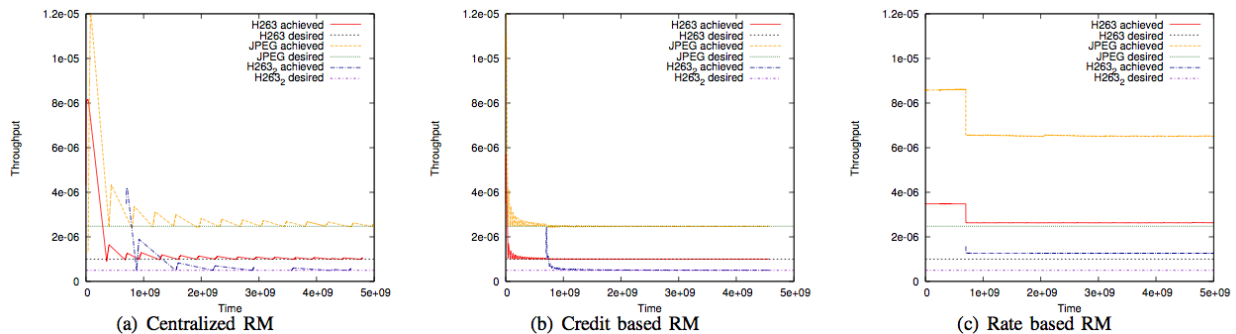 1.2e-05
1e-05
8e-06
6e-06
4e-06
2e-06
0
Throughput
H263 achieved
H263 desired
JPEG achieved
JPEG desired
H263₂ achieved
H263₂ desired
0 1e+09 2e+09 3e+09 4e+09 5e+09
Time
(a) Centralized RM
1.2e-05
1e-05
8e-06
6e-06
4e-06
2e-06
0
Throughput
H263 achieved
H263 desired
JPEG achieved
JPEG desired
H263₂ achieved
H263₂ desired
0 1e+09 2e+09 3e+09 4e+09 5e+09
Time
(b) Credit based RM
1.2e-05
1e-05
8e-06
6e-06
4e-06
2e-06
0
Throughput
H263 achieved
H263 desired
JPEG achieved
JPEG desired
H263₂ achieved
H263₂ desired
0 1e+09 2e+09 3e+09 4e+09 5e+09
Time
(c) Rate based RM